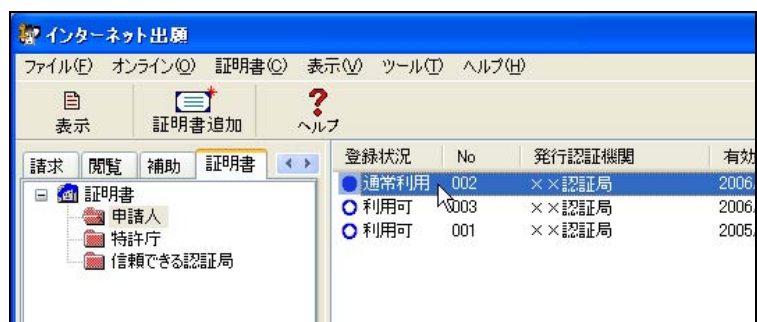 インターネット出願
ファイル(F) オンライン(O) 証明書(C) 表示(V) ツール(T) ヘルプ(H)
表示 証明書追加 ヘルプ
請求 閲覧 補助 証明書
証明書
申請人
特許庁
信頼できる認証局
登録状況 No 発行認証機関 有効
通常利用 002 ××認証局 2006.
利用可 003 ××認証局 2006.
利用可 001 ××認証局 2005.